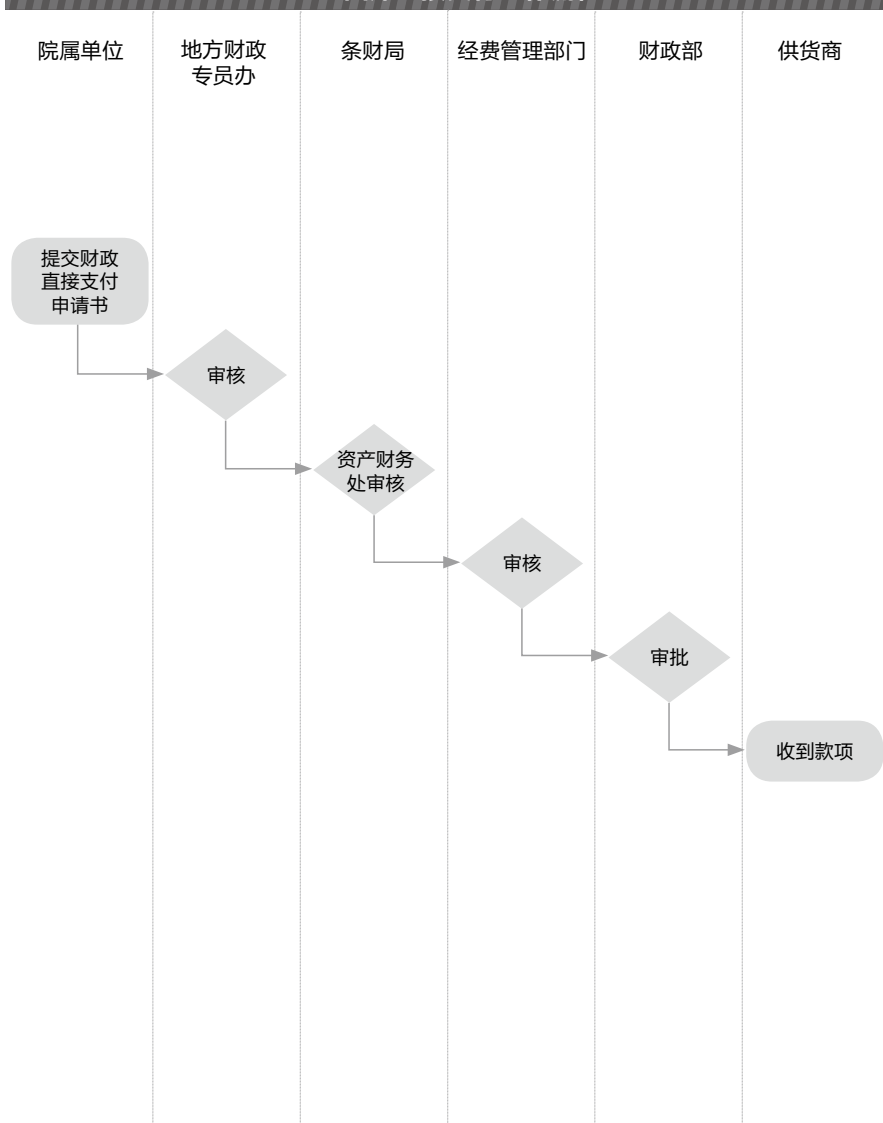 院属单位
地方财政
专员办
条财局
经费管理部门
财政部
供货商
提交财政
直接支付
申请书
审核
资产财务
处审核
审核
审批
收到款项